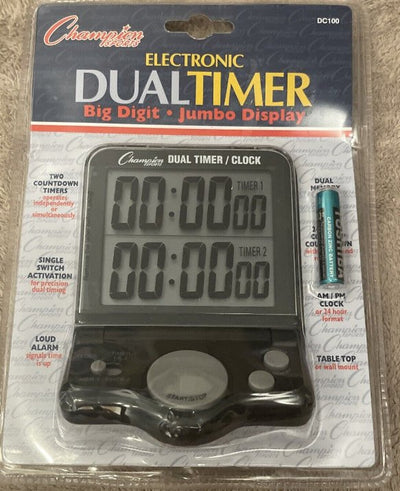 Champion
SPORTS
DC100
ELECTRONIC
DUALTIMER
Big Digit • Jumbo Display
Champion
SPORTS
DUAL TIMER / CLOCK
TIMER 1
00:00 00
TIMER 2
00:00 00
TWO
COUNTDOWN
TIMERS
operates
independently
or
simultaneously
SINGLE
SWITCH
ACTIVATION
for precision
dual timing
LOUD
ALARM
signals time
is up
DUAL
AM / PM
CLOCK
or 24 hour
format
TABLE TOP
or wall mount
START/STOP